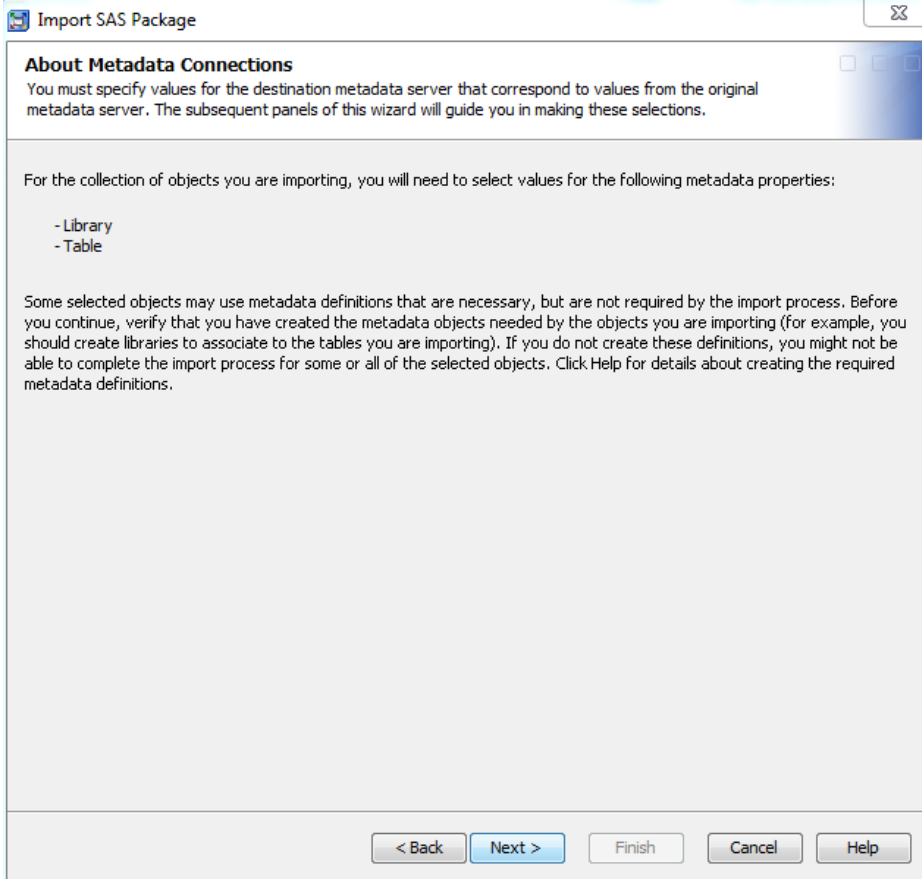 Import SAS Package
About Metadata Connections
You must specify values for the destination metadata server that correspond to values from the original
metadata server. The subsequent panels of this wizard will guide you in making these selections.
For the collection of objects you are importing, you will need to select values for the following metadata properties:
- Library
- Table
Some selected objects may use metadata definitions that are necessary, but are not required by the import process. Before
you continue, verify that you have created the metadata objects needed by the objects you are importing (for example, you
should create libraries to associate to the tables you are importing). If you do not create these definitions, you might not be
able to complete the import process for some or all of the selected objects. Click Help for details about creating the required
metadata definitions.
< Back Next > Finish Cancel Help